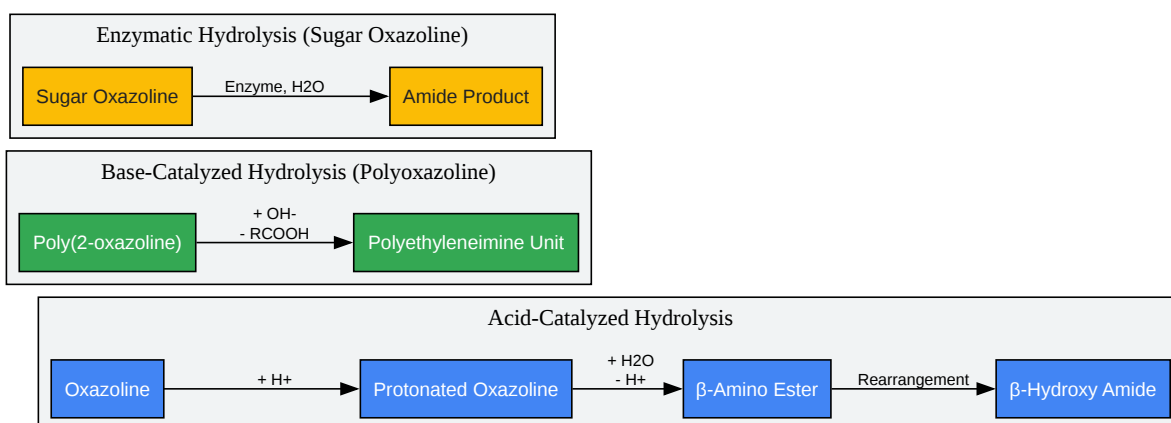 Enzymatic Hydrolysis (Sugar Oxazoline)
Sugar Oxazoline
Enzyme, H2O
Amide Product
Base-Catalyzed Hydrolysis (Polyoxazoline)
Poly(2-oxazoline)
+ OH-
- RCOOH
Polyethyleneimine Unit
Acid-Catalyzed Hydrolysis
Oxazoline
+ H+
Protonated Oxazoline
+ H2O
- H+
β-Amino Ester
Rearrangement
β-Hydroxy Amide